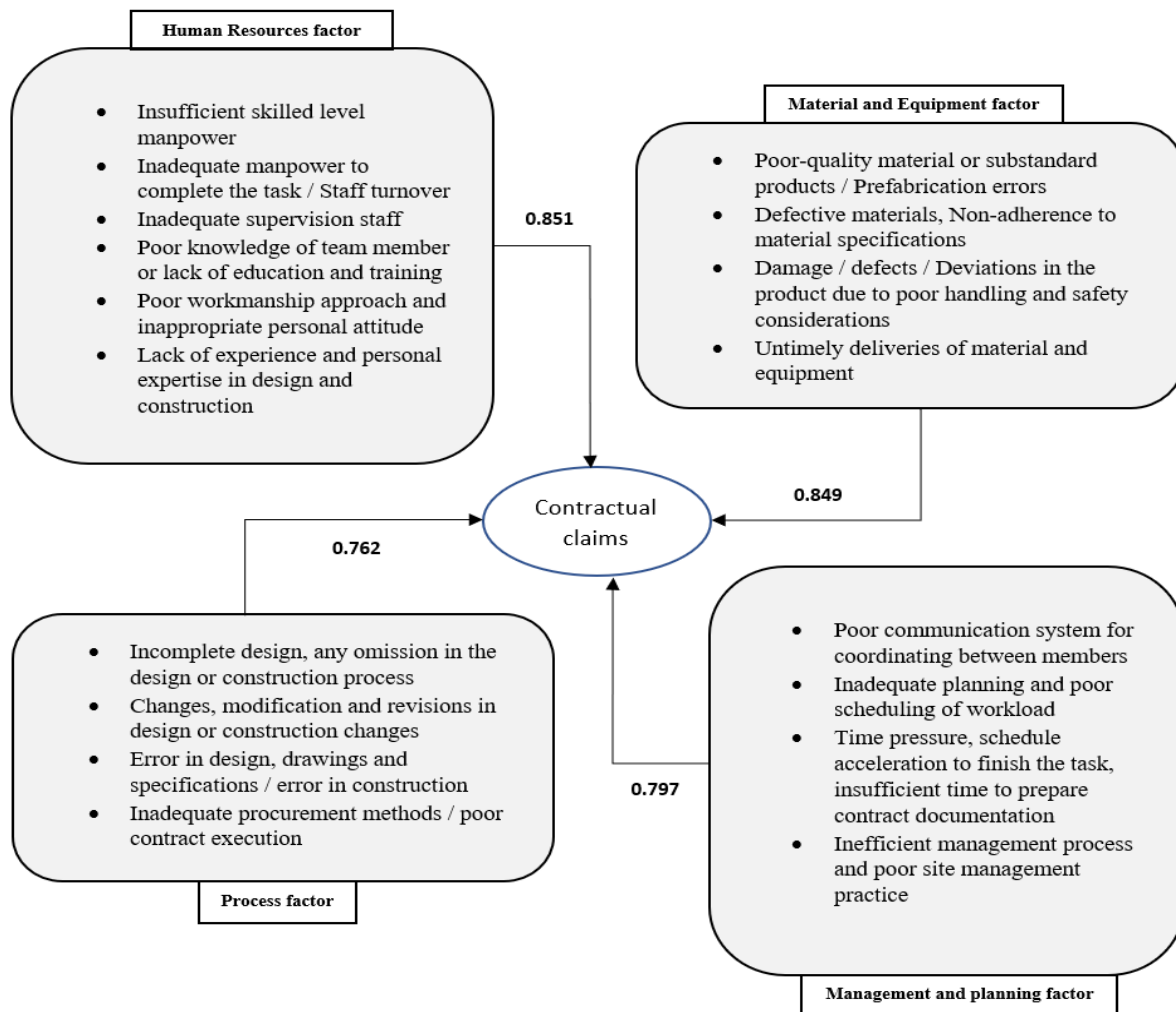 Human Resources factor
• Insufficient skilled level
manpower
• Inadequate manpower to
complete the task / Staff turnover
• Inadequate supervision staff
• Poor knowledge of team member
or lack of education and training
• Poor workmanship approach and
inappropriate personal attitude
• Lack of experience and personal
expertise in design and
construction
0.851
Material and Equipment factor
• Poor-quality material or substandard
products / Prefabrication errors
• Defective materials, Non-adherence to
material specifications
• Damage / defects / Deviations in the
product due to poor handling and safety
considerations
• Untimely deliveries of material and
equipment
0.849
Contractual
claims
0.762
• Incomplete design, any omission in the
design or construction process
• Changes, modification and revisions in
design or construction changes
• Error in design, drawings and
specifications / error in construction
• Inadequate procurement methods / poor
contract execution
Process factor
0.797
• Poor communication system for
coordinating between members
• Inadequate planning and poor
scheduling of workload
• Time pressure, schedule
acceleration to finish the task,
insufficient time to prepare
contract documentation
• Inefficient management process
and poor site management
practice
Management and planning factor